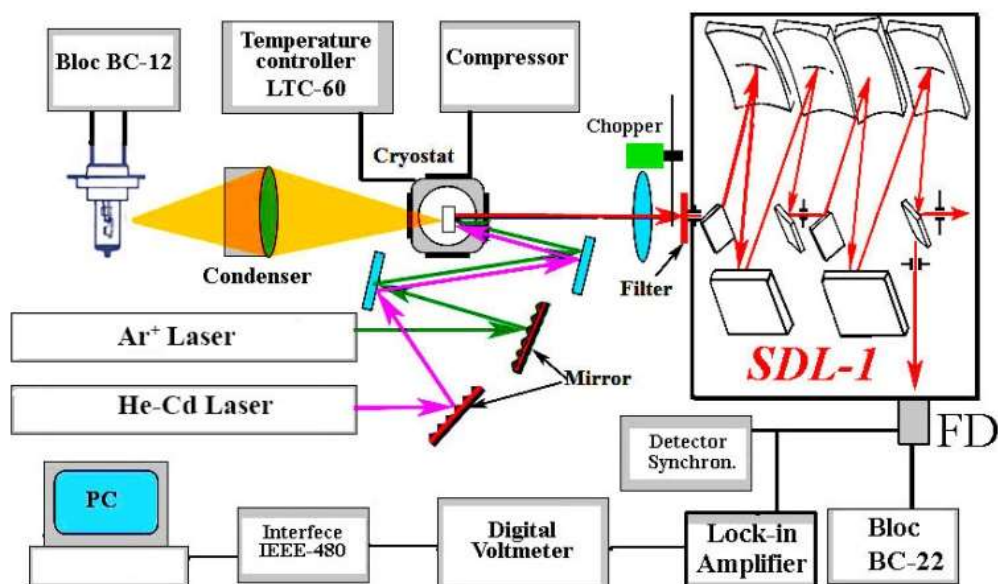 Bloc BC-12
Temperature
controller
LTC-60
Compressor
Chopper
Cryostat
Condenser
Filter
Ar+ Laser
Mirror
He-Cd Laser
SDL-1
FD
Detector
Synchron.
PC
Interfece
IEEE-480
Digital
Voltmeter
Lock-in
Amplifier
Bloc
BC-22